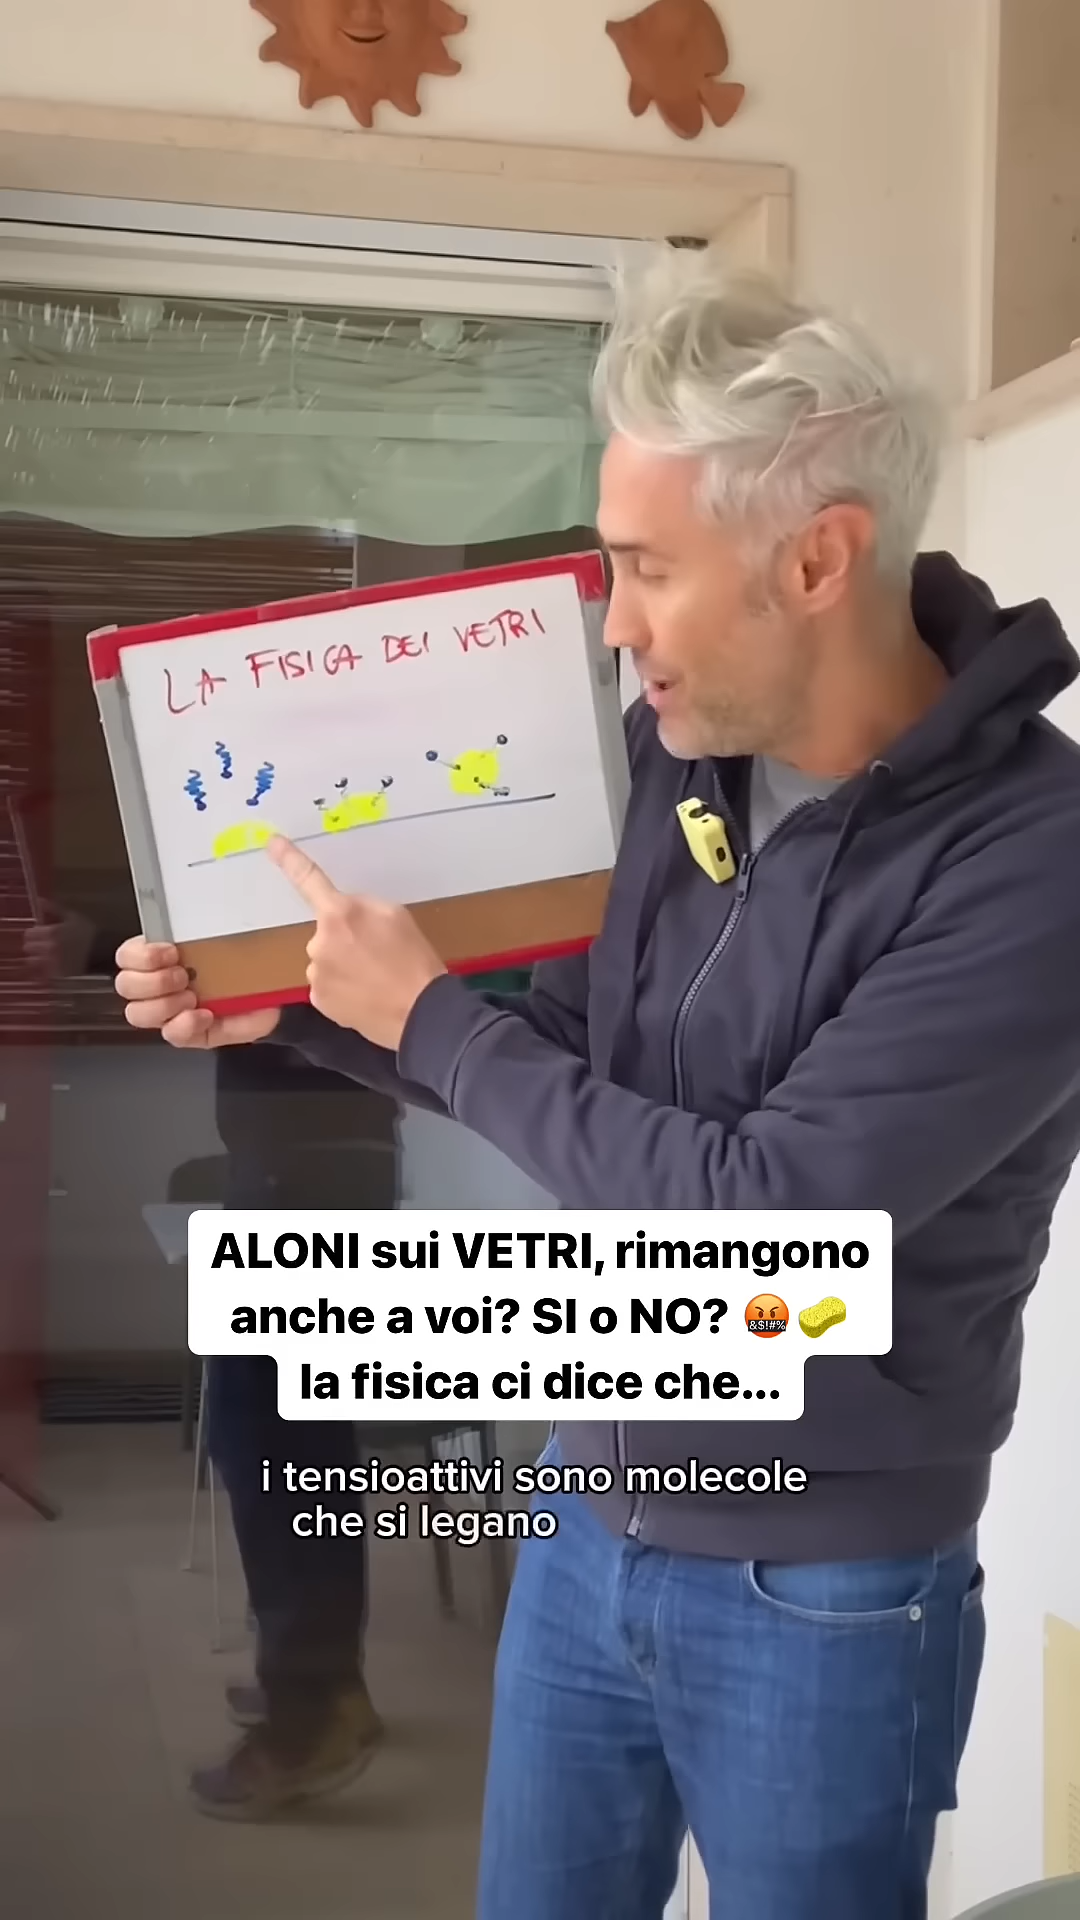 LA FISICA DEI VETRI
ALONI sui VETRI, rimangono
anche a voi? SI o NO? 🤬🧽
la fisica ci dice che...
i tensioattivi sono molecole
che si legano